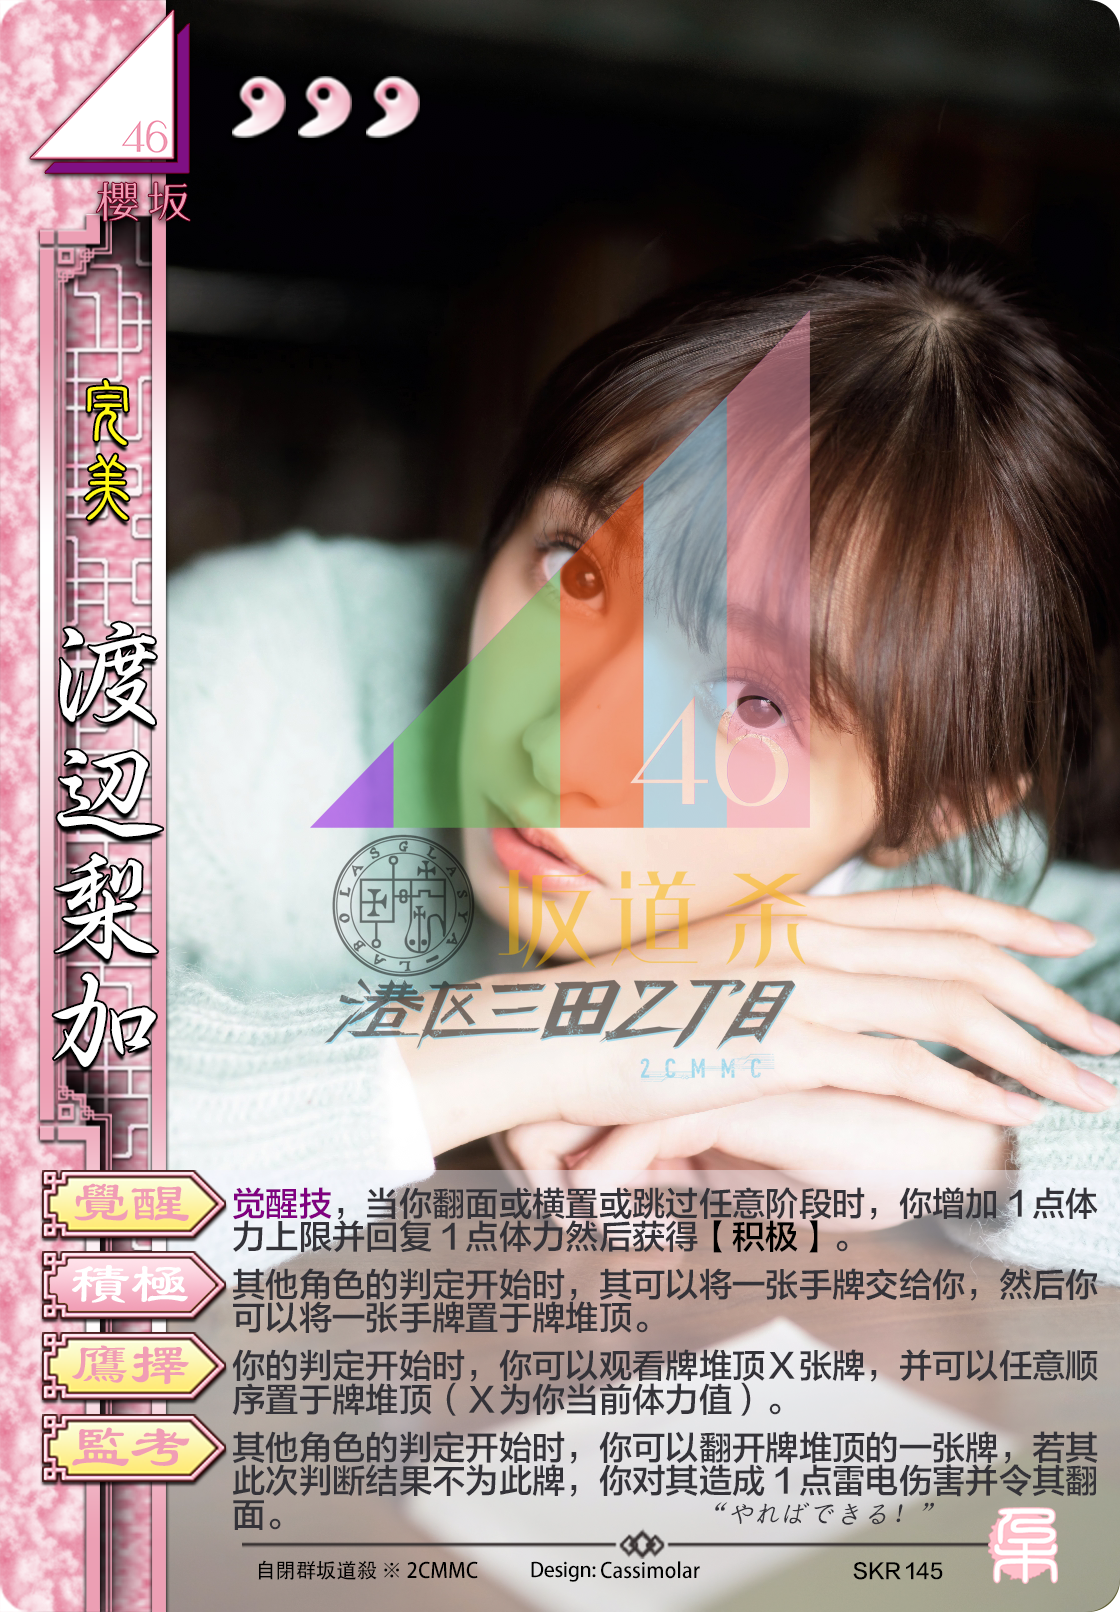 46
櫻坂
完美
渡辺梨加
46
GLASYA-LABOLAS
坂道杀
港区三田乙丁目
2CMMC
覺醒
觉醒技，当你翻面或横置或跳过任意阶段时，你增加1点体
力上限并回复1点体力然后获得【积极】。
積極
其他角色的判定开始时，其可以将一张手牌交给你，然后你
可以将一张手牌置于牌堆顶。
鷹擇
你的判定开始时，你可以观看牌堆顶X张牌，并可以任意顺
序置于牌堆顶（X为你当前体力值）。
監考
其他角色的判定开始时，你可以翻开牌堆顶的一张牌，若其
此次判断结果不为此牌，你对其造成1点雷电伤害并令其翻
面。
“やればできる！”
自閉群坂道殺 ※ 2CMMC Design: Cassimolar SKR 145